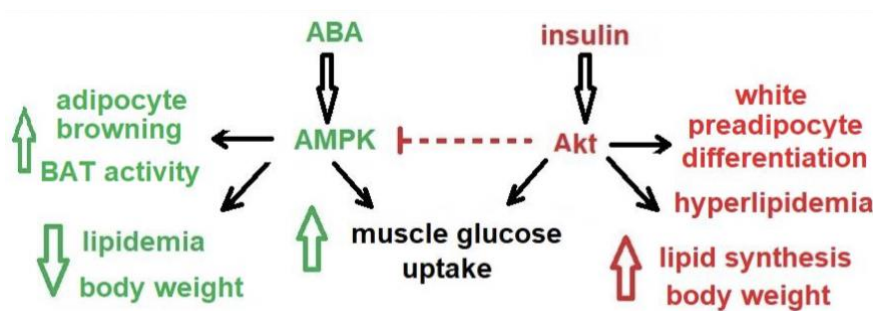 ABA
insulin
adipocyte
browning
BAT activity
AMPK
Akt
white
preadipocyte
differentiation
lipidemia
body weight
muscle glucose
uptake
hyperlipidemia
lipid synthesis
body weight